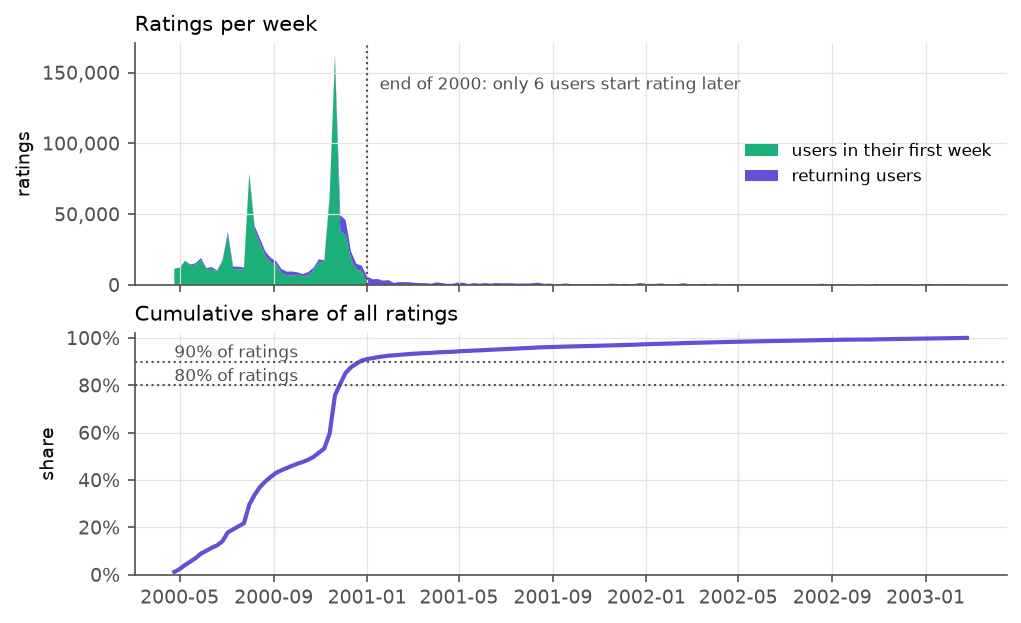 Ratings per week
150,000
100,000
50,000
0
ratings
end of 2000: only 6 users start rating later
users in their first week
returning users
Cumulative share of all ratings
100%
80%
60%
40%
20%
0%
share
90% of ratings
80% of ratings
2000-05 2000-09 2001-01 2001-05 2001-09 2002-01 2002-05 2002-09 2003-01